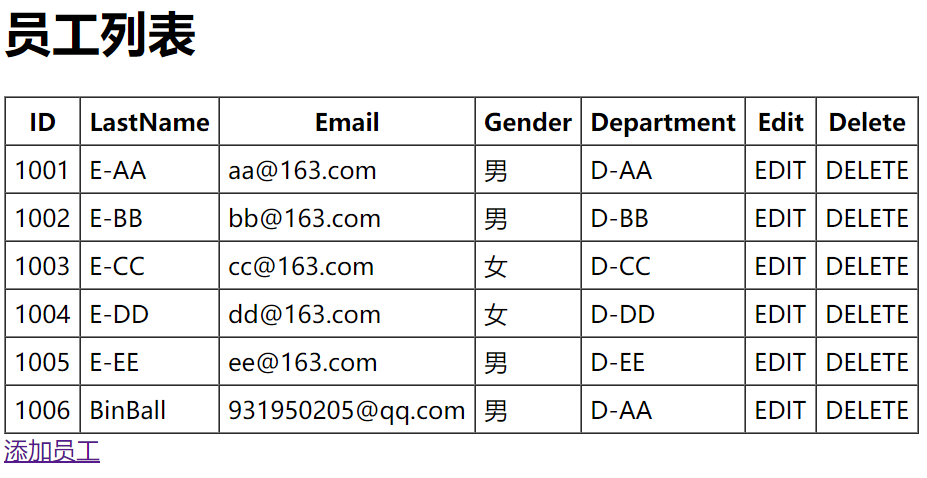 员工列表
ID LastName Email Gender Department Edit Delete
1001 E-AA aa@163.com 男 D-AA EDIT DELETE
1002 E-BB bb@163.com 男 D-BB EDIT DELETE
1003 E-CC cc@163.com 女 D-CC EDIT DELETE
1004 E-DD dd@163.com 女 D-DD EDIT DELETE
1005 E-EE ee@163.com 男 D-EE EDIT DELETE
1006 BinBall 931950205@qq.com 男 D-AA EDIT DELETE
添加员工